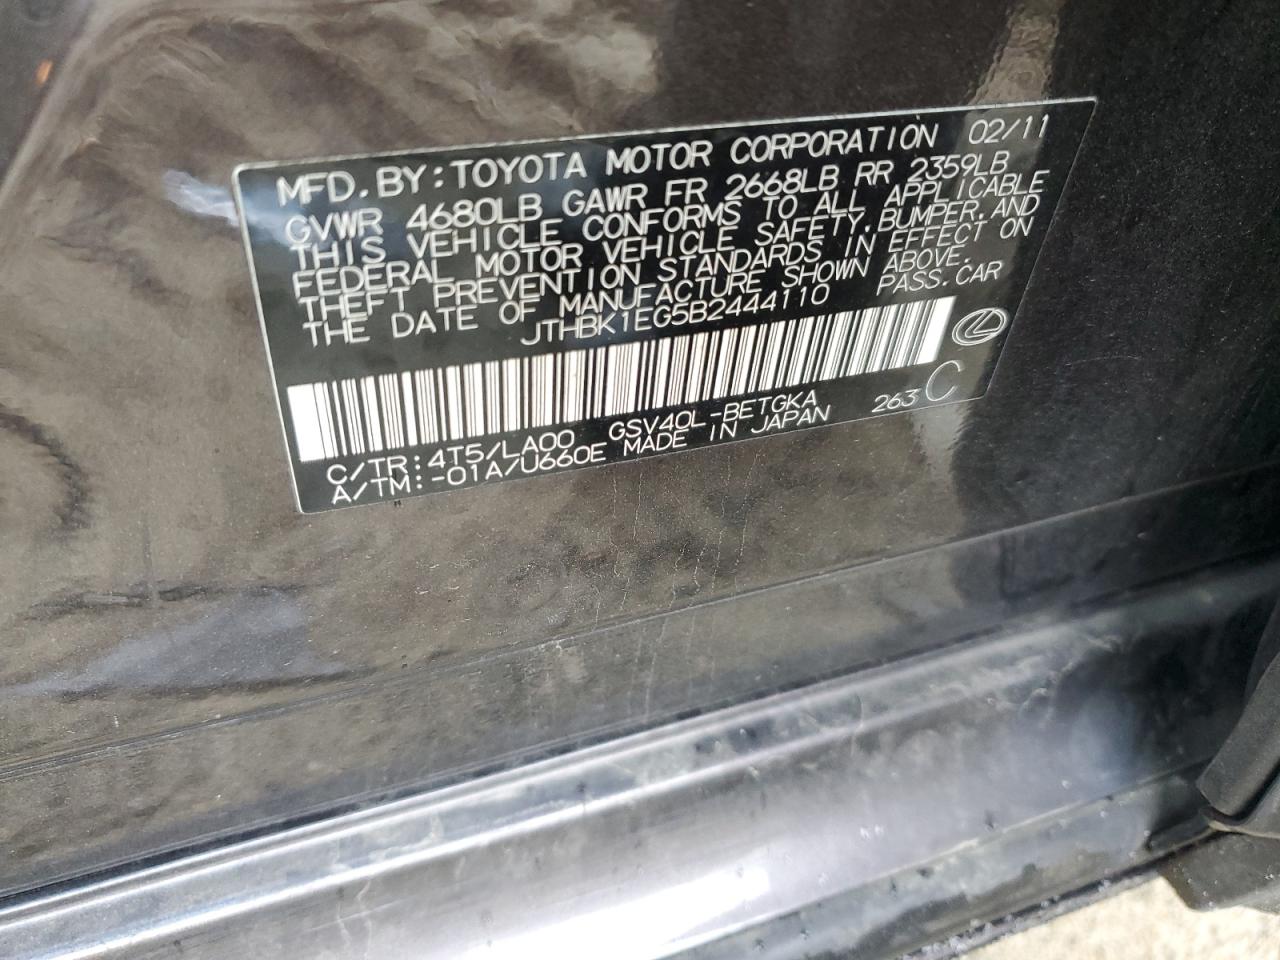 MFD. BY: TOYOTA MOTOR CORPORATION 02/11
GVWR 4680LB GAWR FR 2668LB RR 2359LB
THIS VEHICLE CONFORMS TO ALL APPLICABLE
FEDERAL MOTOR VEHICLE SAFETY, BUMPER, AND
THEFT PREVENTION STANDARDS IN EFFECT ON
THE DATE OF MANUFACTURE SHOWN ABOVE.
JTHBK1EG5B2444110 PASS. CAR
263 C
C/TR: 4T5/LA00 GSV40L-BETGKA
A/TM: -01A/U660E MADE IN JAPAN